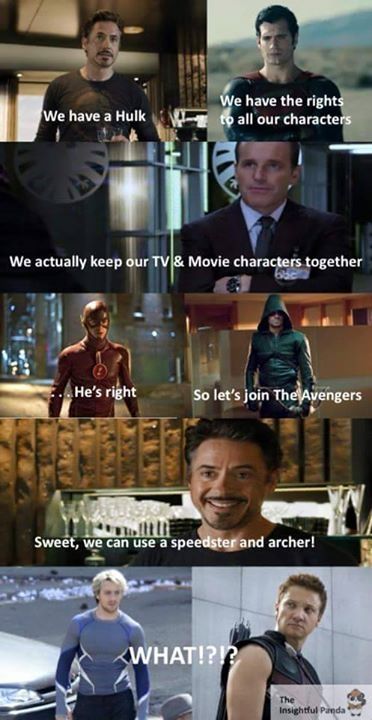 We have a Hulk
We have the rights
to all our characters
We actually keep our TV & Movie characters together
. . . He's right
So let's join The Avengers
Sweet, we can use a speedster and archer!
WHAT!?!?
The
Insightful Panda